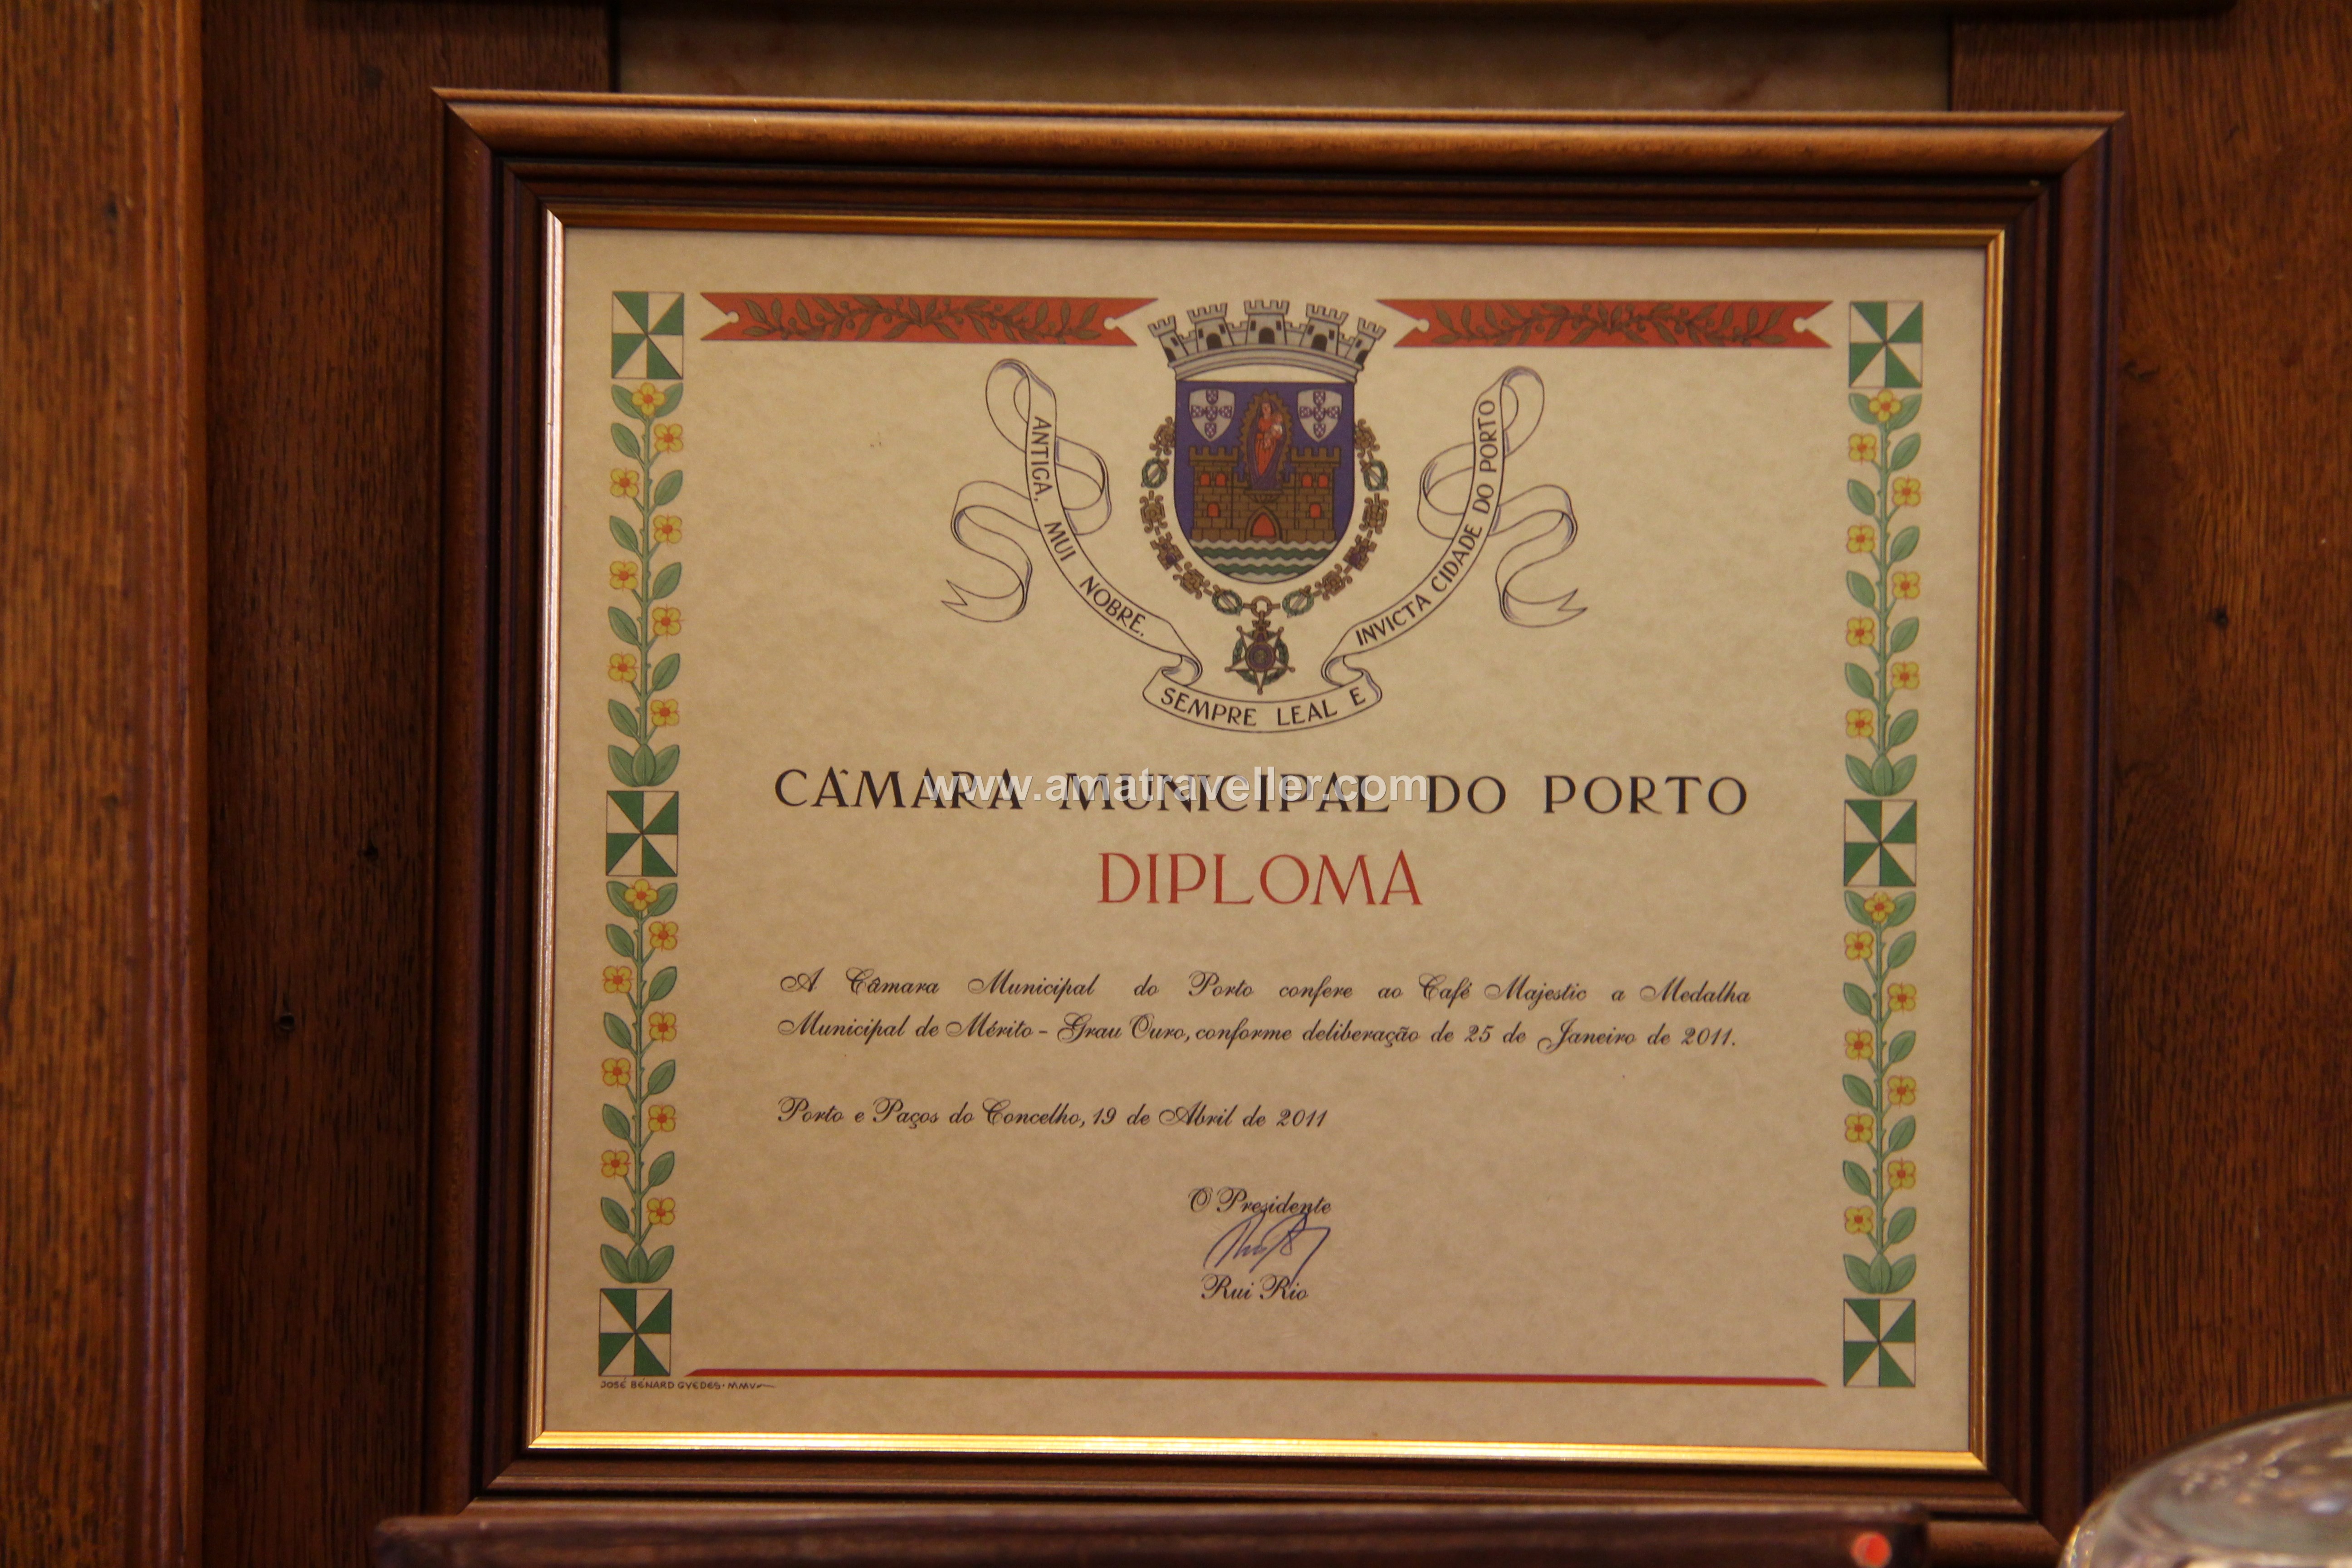 ANTIGA, MUI NOBRE,
SEMPRE LEAL E
INVICTA CIDADE DO PORTO
CÂMARA MUNICIPAL DO PORTO
www.amatraveller.com
DIPLOMA
A Câmara Municipal do Porto confere ao Café Majestic a Medalha
Municipal de Mérito - Grau Ouro, conforme deliberação de 25 de Janeiro de 2011.
Porto e Paços do Concelho, 19 de Abril de 2011
O Presidente
Rui Rio
JOSÉ BÉNARD GVEDES · MMV